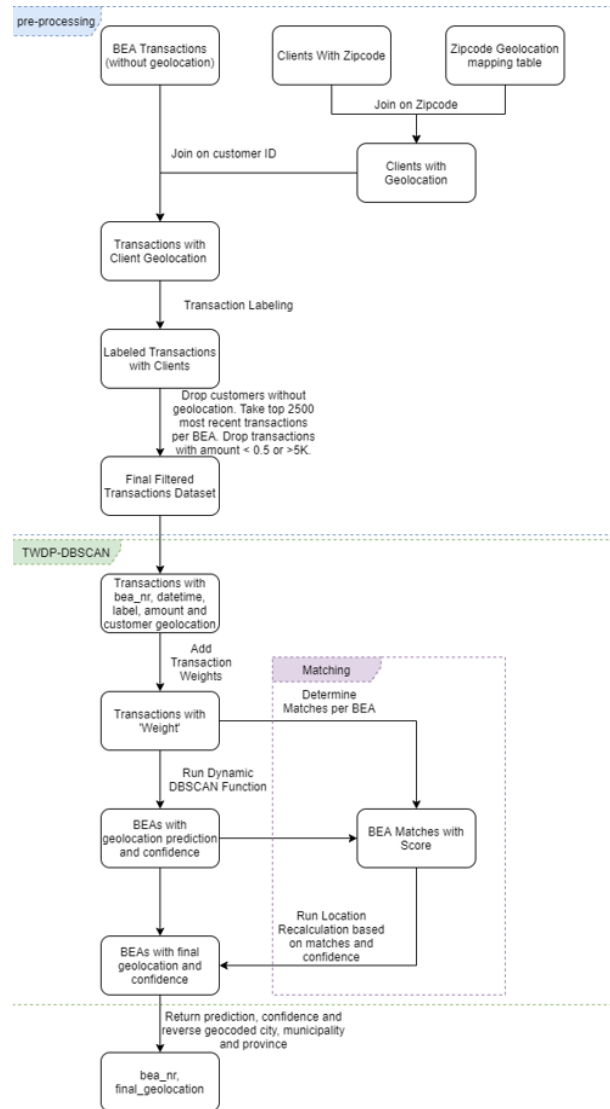 pre-processing
BEA Transactions
(without geolocation)
Clients With Zipcode
Zipcode Geolocation
mapping table
Join on Zipcode
Join on customer ID
Clients with
Geolocation
Transactions with
Client Geolocation
Transaction Labeling
Labeled Transactions
with Clients
Drop customers without
geolocation. Take top 2500
most recent transactions
per BEA. Drop transactions
with amount < 0.5 or >5K.
Final Filtered
Transactions Dataset
TWDP-DBSCAN
Transactions with
bea_nr, datetime,
label, amount and
customer geolocation
Add
Transaction
Weights
Matching
Determine
Matches per BEA
Transactions with
'Weight'
Run Dynamic
DBSCAN Function
BEAs with
geolocation prediction
and confidence
BEA Matches with
Score
Run Location
Recalculation based
on matches and
confidence
BEAs with final
geolocation and
confidence
Return prediction, confidence and
reverse geocoded city, municipality
and province
bea_nr,
final_geolocation